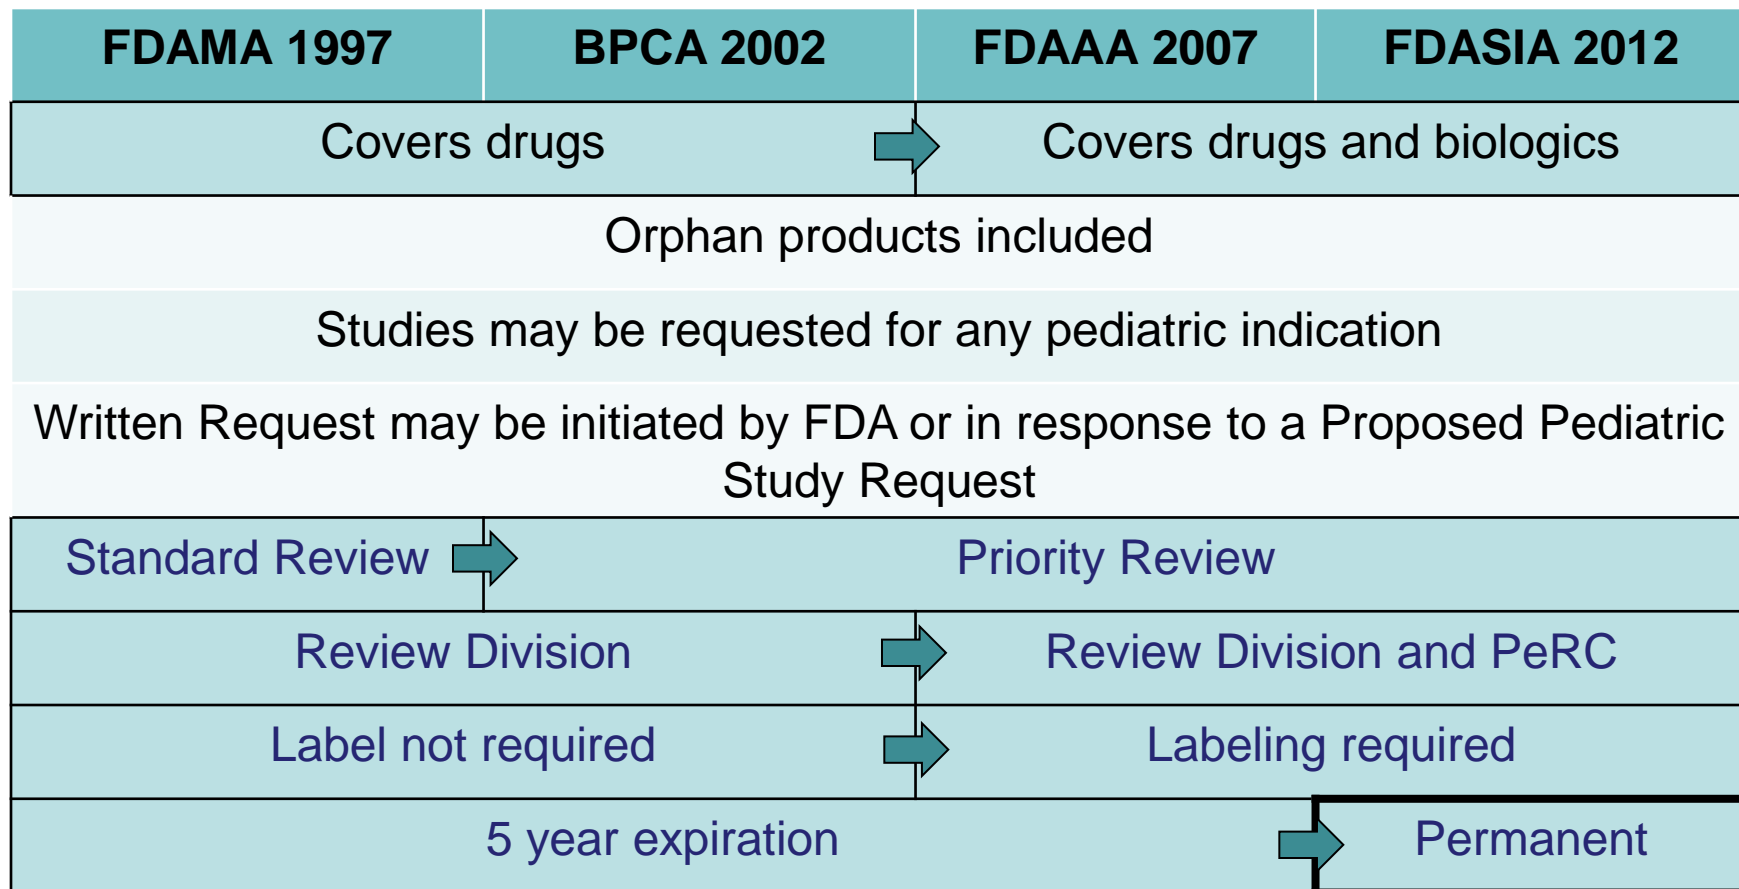 FDAMA 1997 BPCA 2002 FDAAA 2007 FDASIA 2012
Covers drugs Covers drugs and biologics
Orphan products included
Studies may be requested for any pediatric indication
Written Request may be initiated by FDA or in response to a Proposed Pediatric
Study Request
Standard Review Priority Review
Review Division Review Division and PeRC
Label not required Labeling required
5 year expiration Permanent